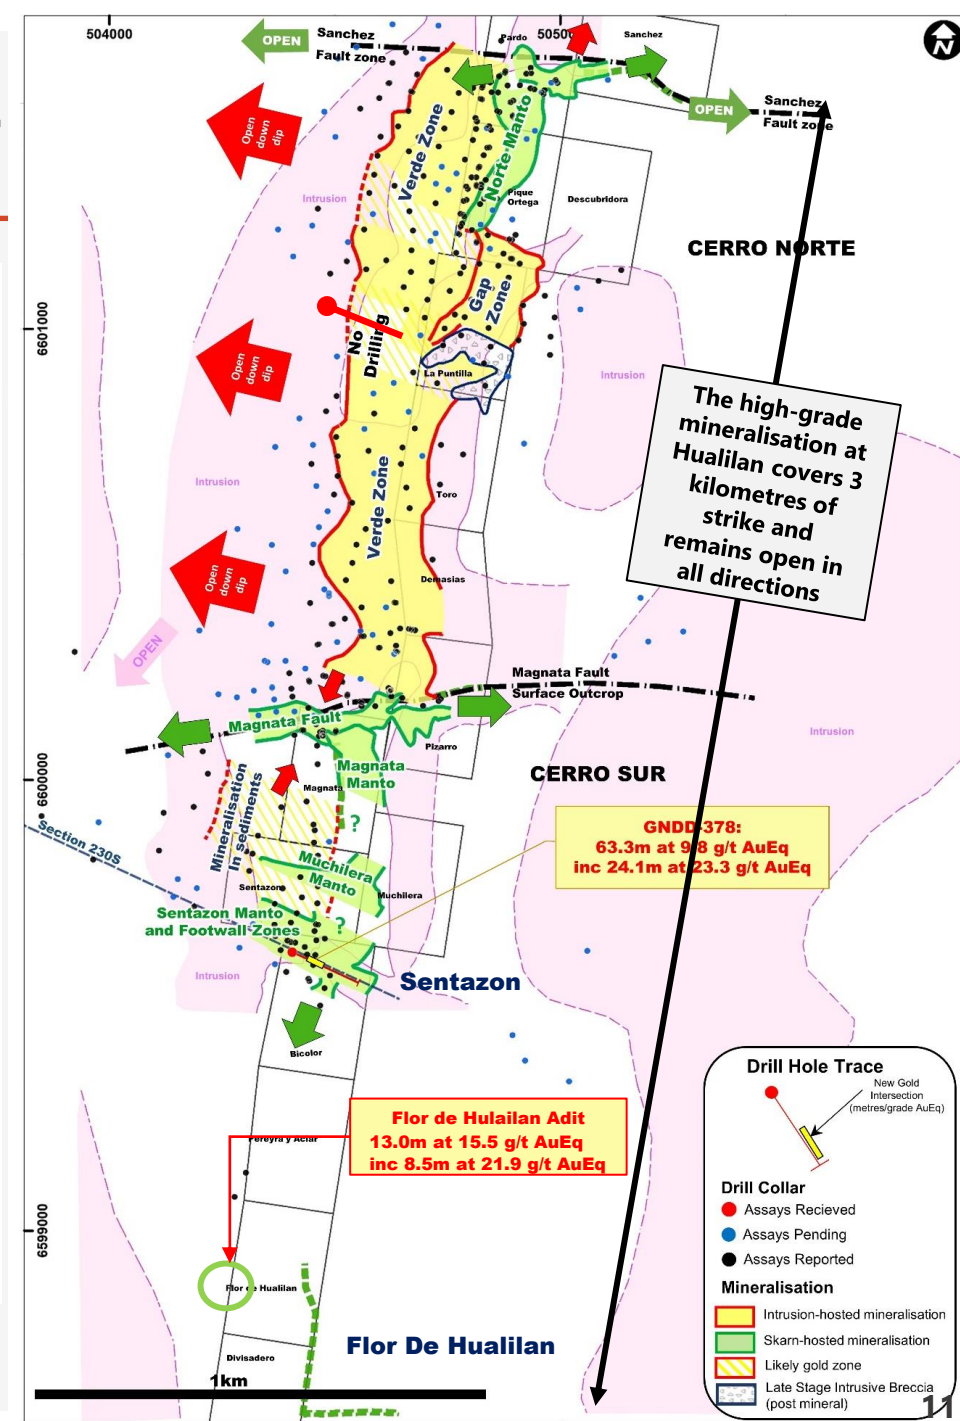 504000
50550
OPEN
Sanchez
Fault zone
Pardo
Sanchez
OPEN
Sanchez
Fault zone
Open
down
dip
Verde Zone
Norte Manto
Intrusion
Pique
Ortega
Descubridora
CERRO NORTE
Gap
Zone
6601000
No
Drilling
Open
down
dip
La Puntilla
Intrusion
The high-grade
mineralisation at
Hualilan covers 3
kilometres of
strike and
remains open in
all directions
Intrusion
Verde Zone
Toro
Open
down
dip
Demasias
OPEN
Magnata Fault
Surface Outcrop
Magnata Fault
Pizarro
Intrusion
6600000
Magnata
Manto
CERRO SUR
Mineralisation
In sediments
Magnata
?
GNDD-378:
63.3m at 9.8 g/t AuEq
inc 24.1m at 23.3 g/t AuEq
Section 230S
Muchilera
Manto
Sentazon
Muchilera
Sentazon Manto
and Footwall Zones
?
Intrusion
Sentazon
Bicolor
Flor de Hulailan Adit
13.0m at 15.5 g/t AuEq
inc 8.5m at 21.9 g/t AuEq
Pereyra y Aciar
6599000
Flor de Hualilan
Flor De Hualilan
Divisadero
1km
Drill Hole Trace
New Gold
Intersection
(metres/grade AuEq)
Drill Collar
Assays Recieved
Assays Pending
Assays Reported
Mineralisation
Intrusion-hosted mineralisation
Skarn-hosted mineralisation
Likely gold zone
Late Stage Intrusive Breccia
(post mineral)
11
N